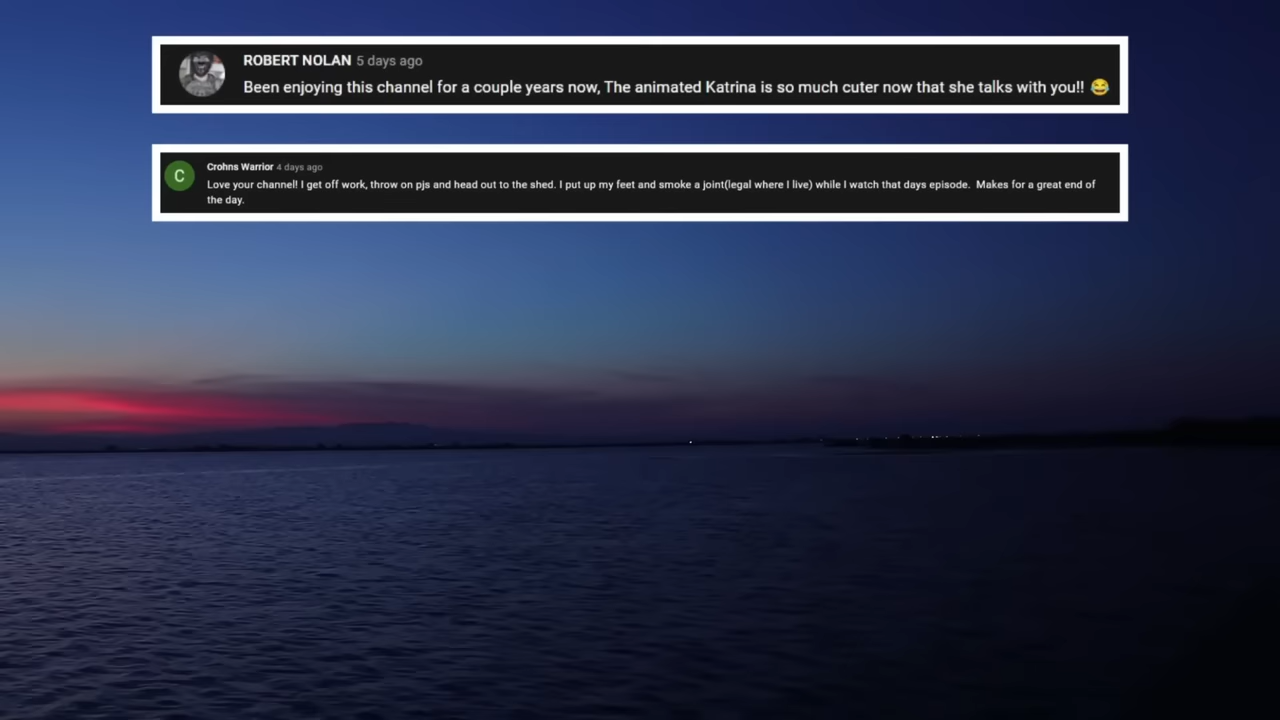 ROBERT NOLAN 5 days ago
Been enjoying this channel for a couple years now, The animated Katrina is so much cuter now that she talks with you!! 😂
C
Crohns Warrior 4 days ago
Love your channel! I get off work, throw on pjs and head out to the shed. I put up my feet and smoke a joint(legal where I live) while I watch that days episode.  Makes for a great end of
the day.